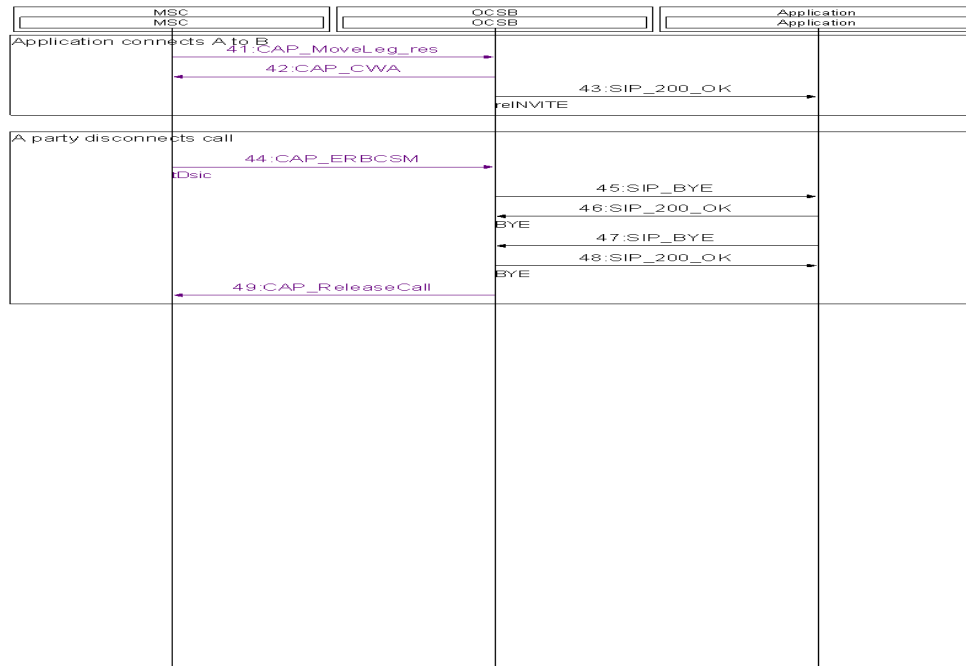 MSC OCSB Application
MSC OCSB Application
Application connects A to B
41:CAP_MoveLeg_res
42:CAP_CWA
43:SIP_200_OK
reINVITE
A party disconnects call
44:CAP_ERBCSM
tDsic
45:SIP_BYE
46:SIP_200_OK
BYE
47:SIP_BYE
48:SIP_200_OK
BYE
49:CAP_ReleaseCall